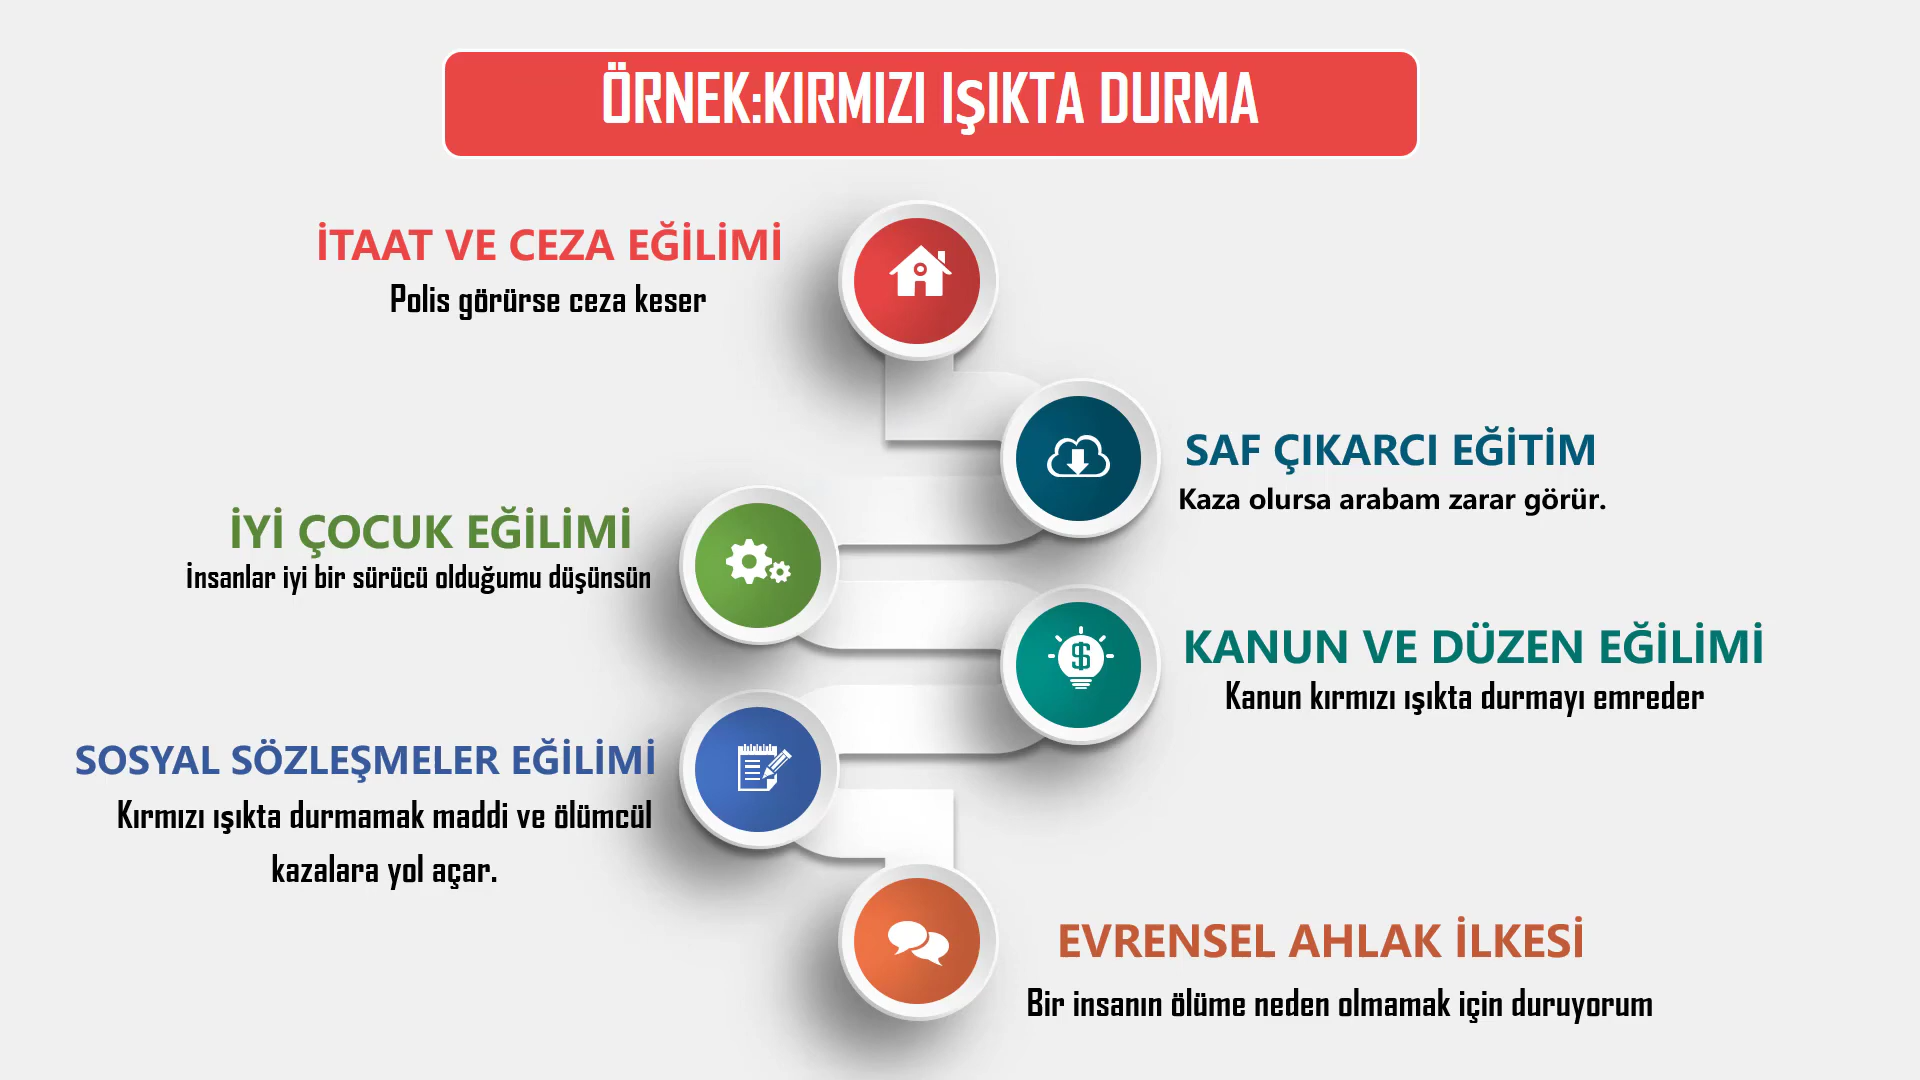 ÖRNEK:KIRMIZI IŞIKTA DURMA
İTAAT VE CEZA EĞİLİMİ
Polis görürse ceza keser
SAF ÇIKARCI EĞİTİM
Kaza olursa arabam zarar görür.
İYİ ÇOCUK EĞİLİMİ
İnsanlar iyi bir sürücü olduğumu düşünsün
KANUN VE DÜZEN EĞİLİMİ
Kanun kırmızı ışıkta durmayı emreder
SOSYAL SÖZLEŞMELER EĞİLİMİ
Kırmızı ışıkta durmamak maddi ve ölümcül
kazalara yol açar.
EVRENSEL AHLAK İLKESİ
Bir insanın ölüme neden olmamak için duruyorum